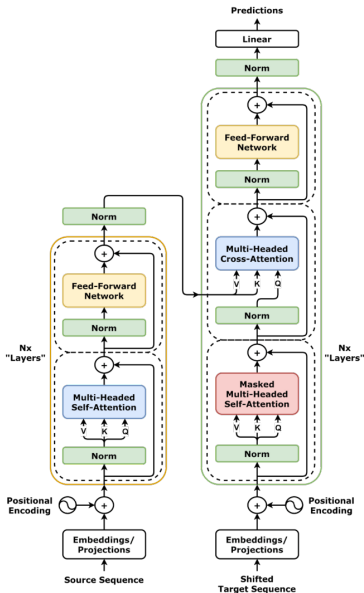 Predictions
Linear
Norm
+
Feed-Forward
Network
Norm
+
Multi-Headed
Cross-Attention
V K Q
Norm
+
Masked
Multi-Headed
Self-Attention
V K Q
Norm
Nx
"Layers"
+
Positional
Encoding
Embeddings/
Projections
Shifted
Target Sequence
Norm
+
Feed-Forward
Network
Norm
+
Multi-Headed
Self-Attention
V K Q
Norm
Nx
"Layers"
Positional
Encoding
+
Embeddings/
Projections
Source Sequence